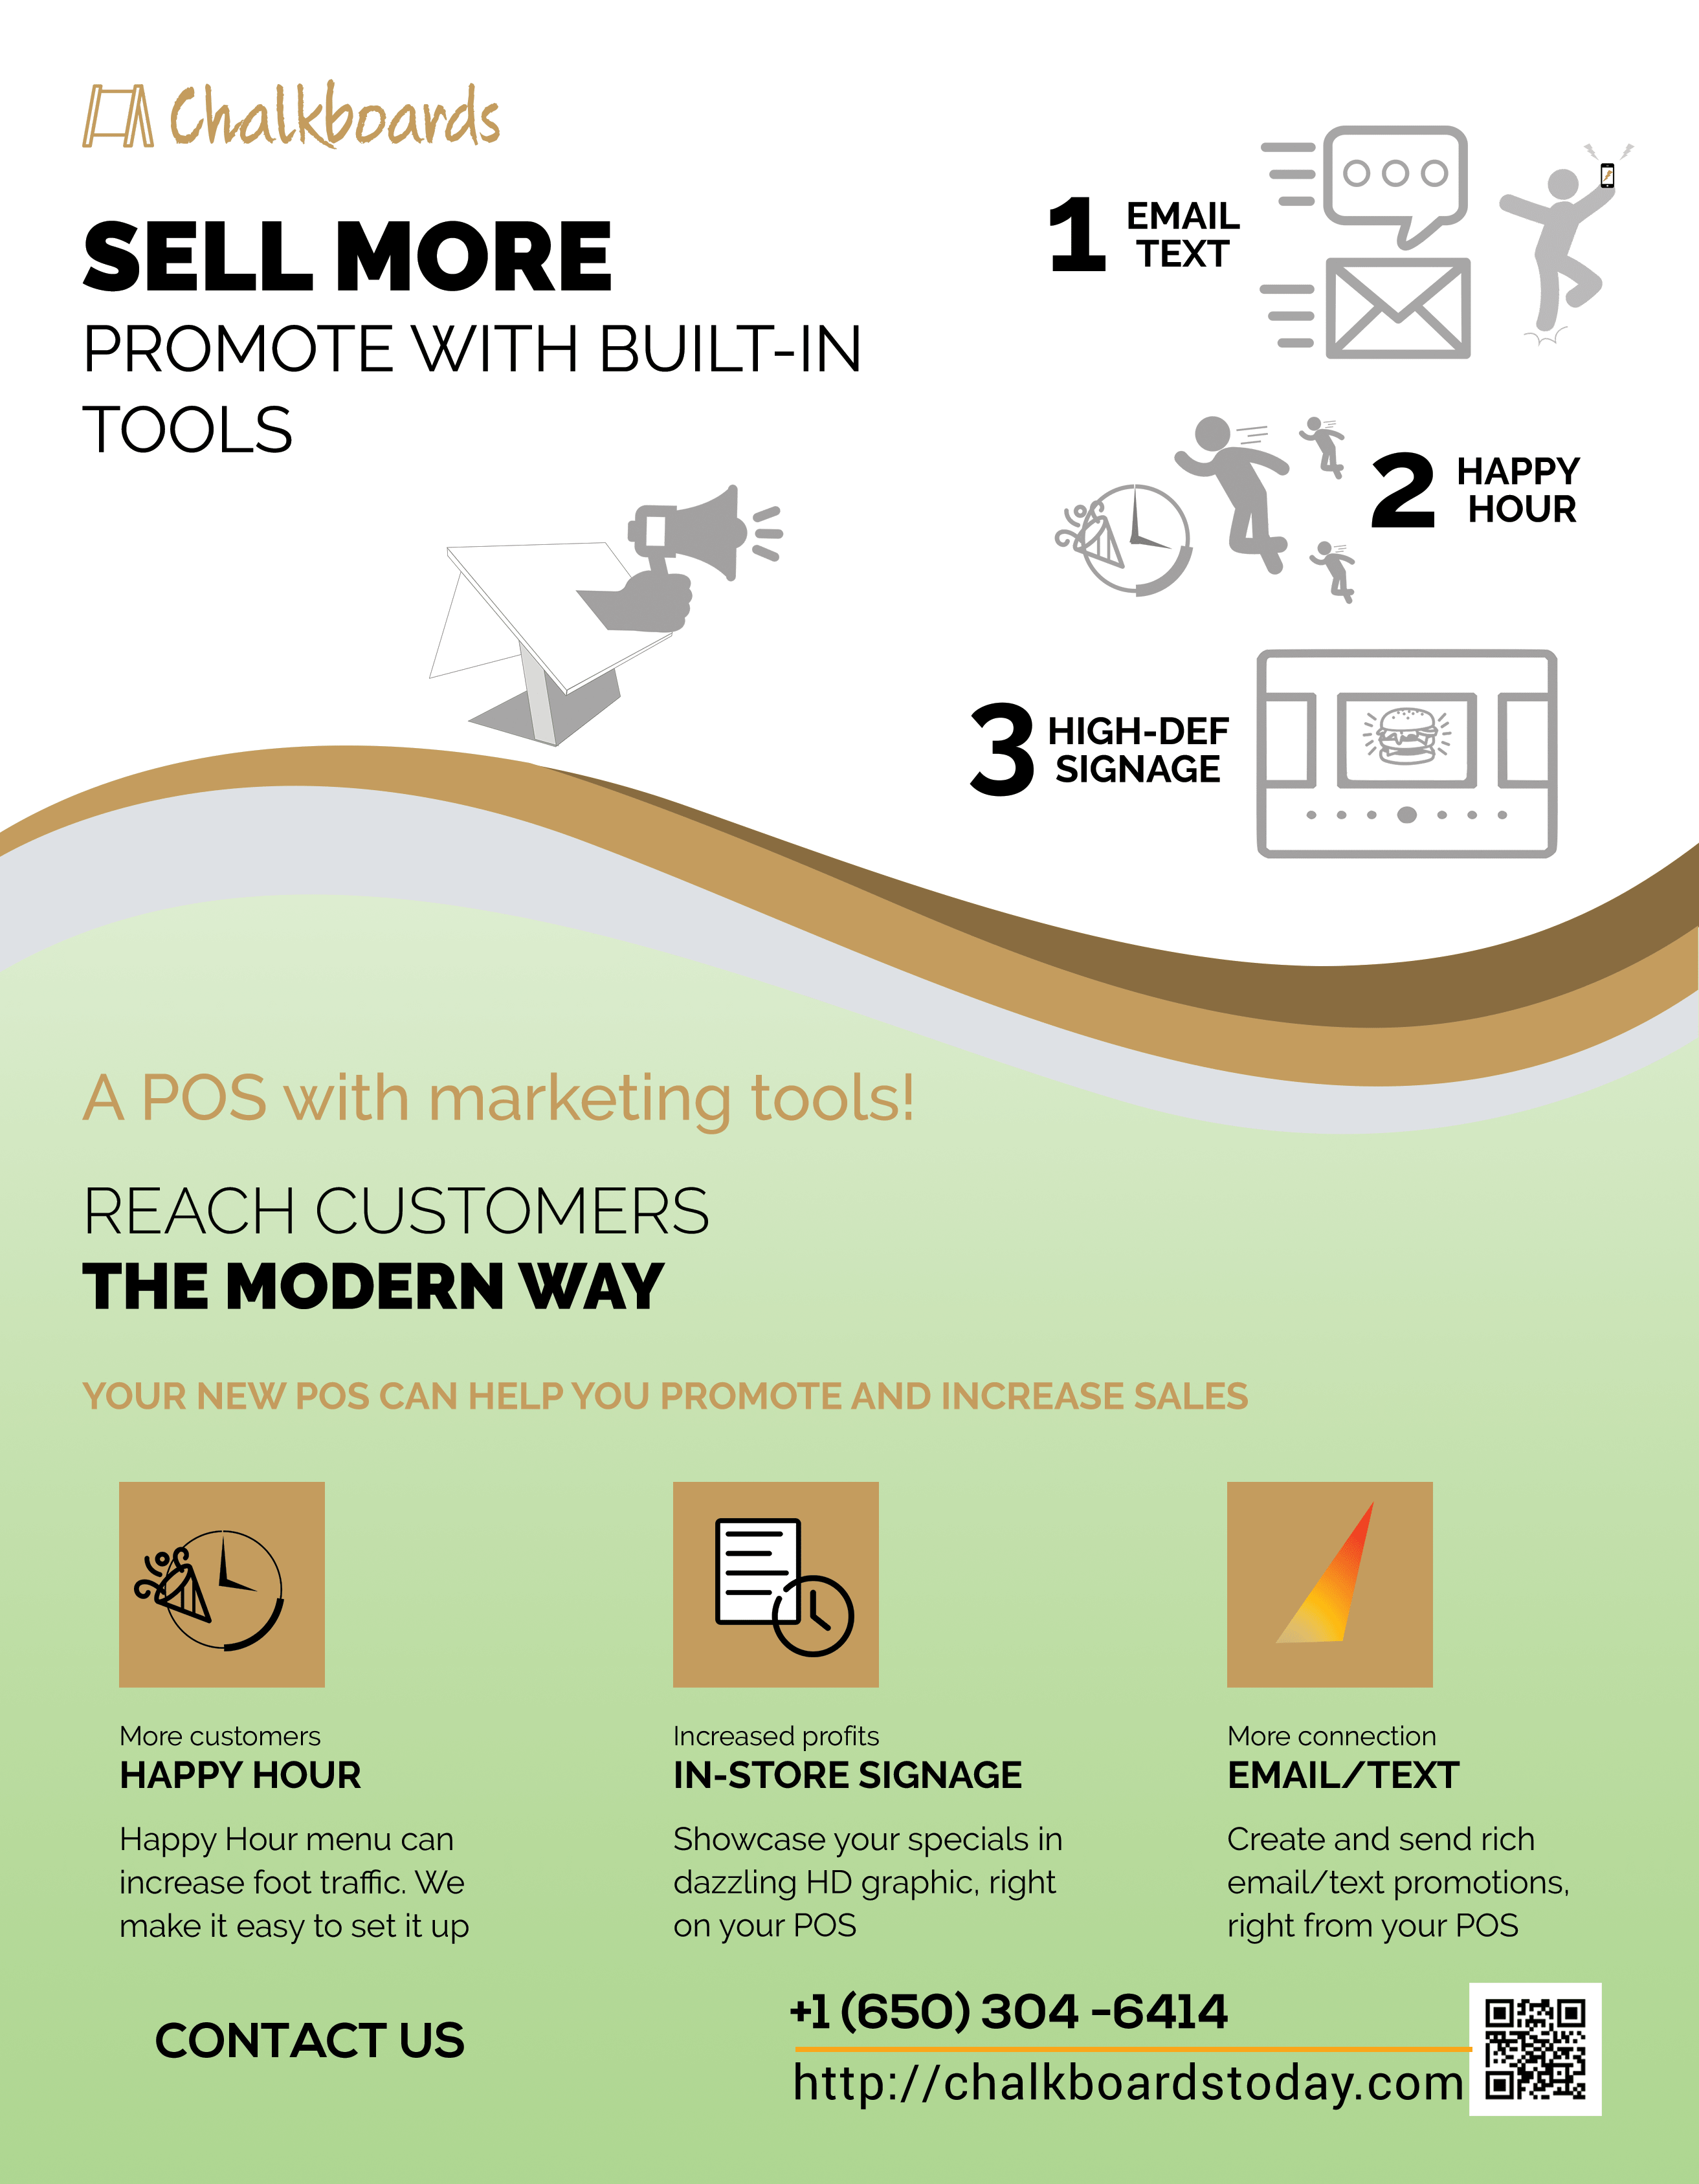 Chalkboards
SELL MORE
PROMOTE WITH BUILT-IN
TOOLS
1 EMAIL
TEXT
2 HAPPY
HOUR
3 HIGH-DEF
SIGNAGE
A POS with marketing tools!
REACH CUSTOMERS
THE MODERN WAY
YOUR NEW POS CAN HELP YOU PROMOTE AND INCREASE SALES
More customers
HAPPY HOUR
Happy Hour menu can
increase foot traffic. We
make it easy to set it up
Increased profits
IN-STORE SIGNAGE
Showcase your specials in
dazzling HD graphic, right
on your POS
More connection
EMAIL/TEXT
Create and send rich
email/text promotions,
right from your POS
CONTACT US
+1 (650) 304 -6414
http://chalkboardstoday.com